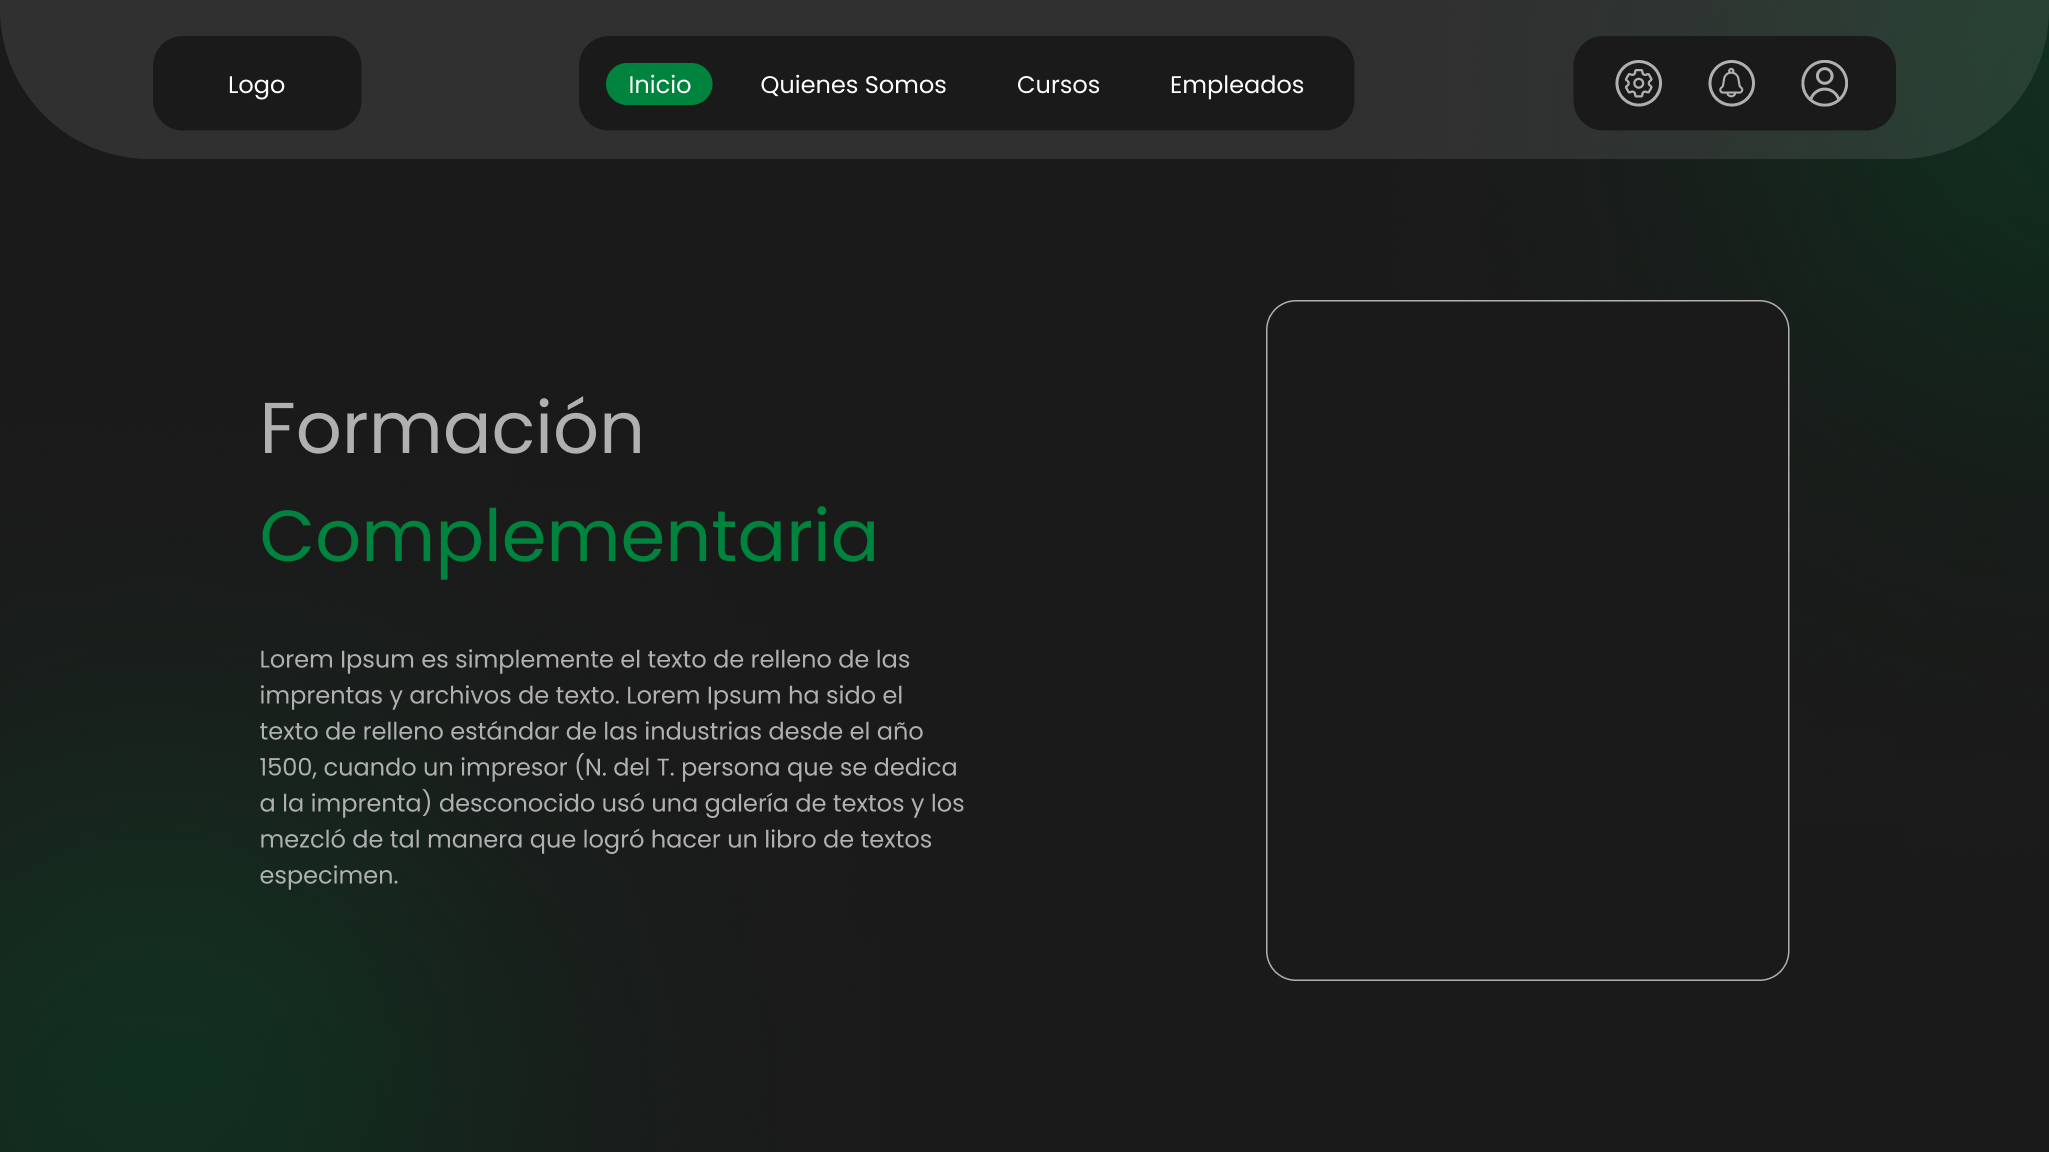 Logo
Inicio
Quienes Somos
Cursos
Empleados
Formación
Complementaria
Lorem Ipsum es simplemente el texto de relleno de las
imprentas y archivos de texto. Lorem Ipsum ha sido el
texto de relleno estándar de las industrias desde el año
1500, cuando un impresor (N. del T. persona que se dedica
a la imprenta) desconocido usó una galería de textos y los
mezcló de tal manera que logró hacer un libro de textos
especimen.